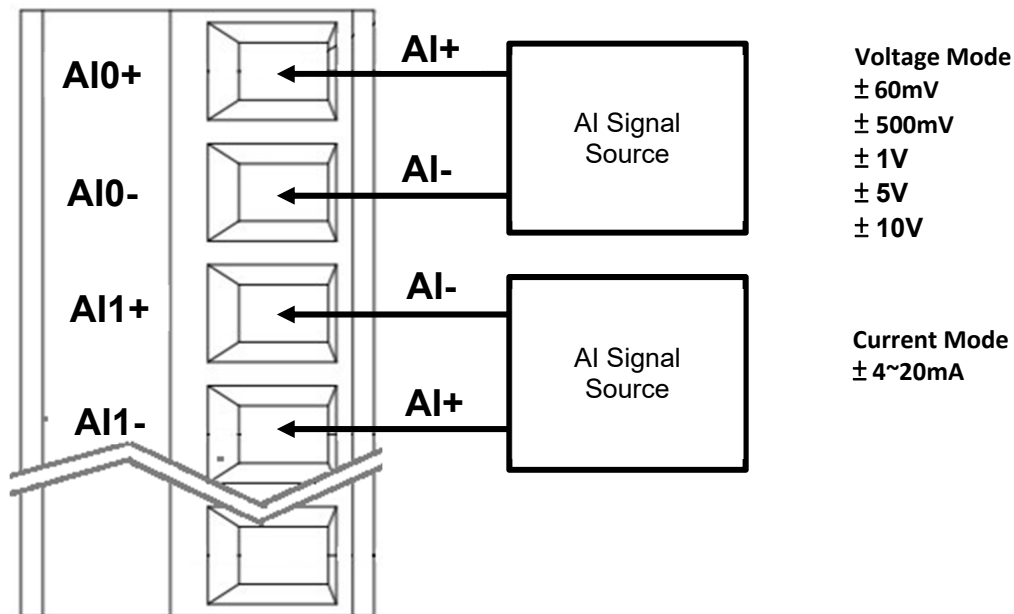 AI0+
AI0-
AI1+
AI1-
AI+
AI-
AI-
AI+
AI Signal
Source
AI Signal
Source
Voltage Mode
± 60mV
± 500mV
± 1V
± 5V
± 10V
Current Mode
± 4~20mA